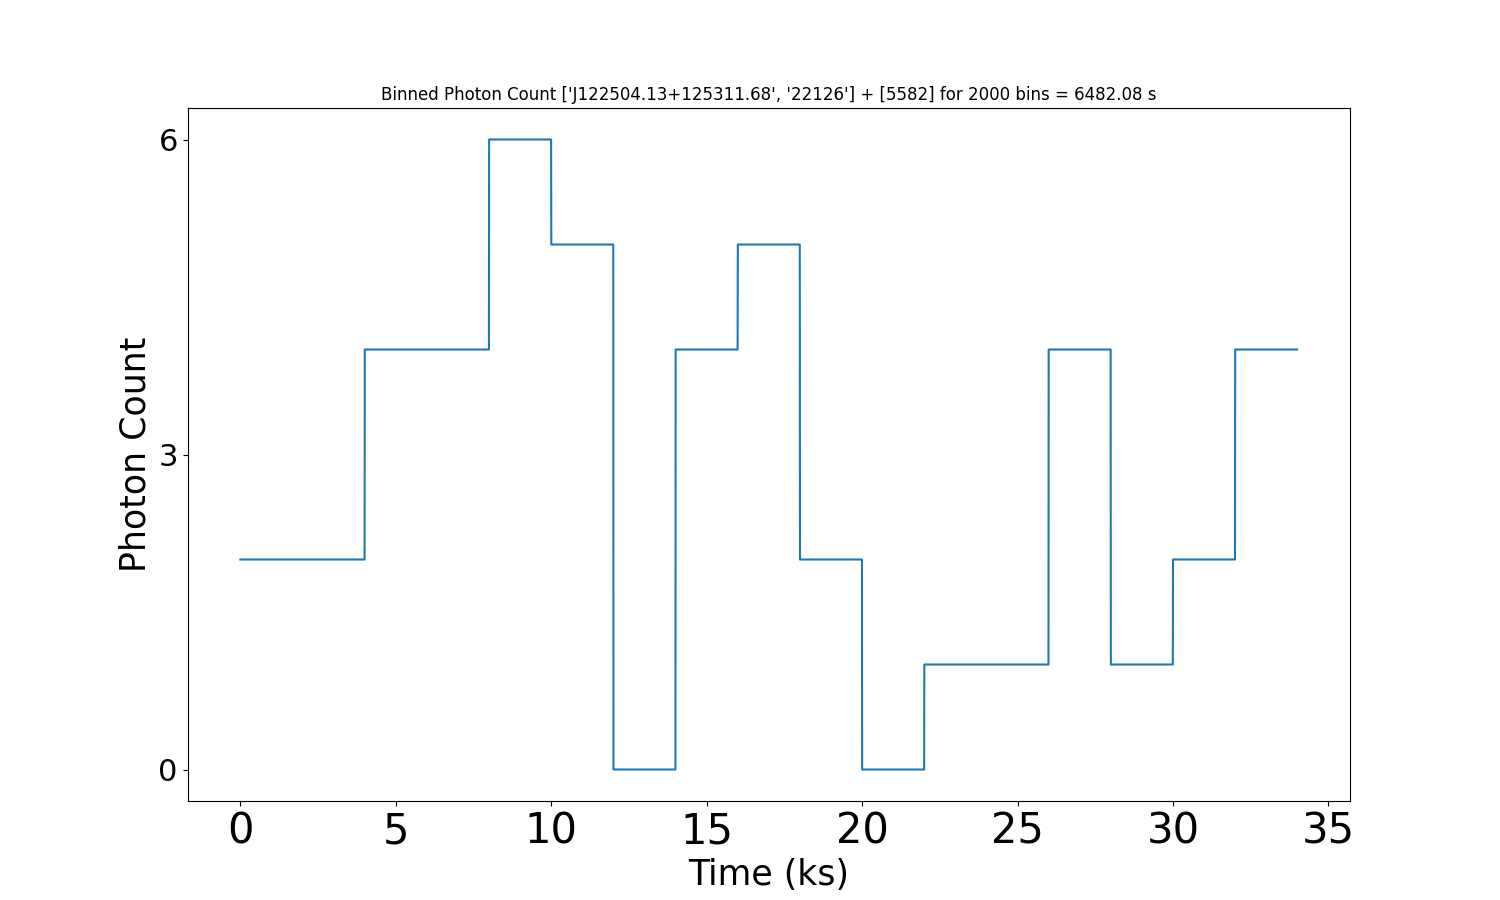 Binned Photon Count ['J122504.13+125311.68', '22126'] + [5582] for 2000 bins = 6482.08 s
6
3
0
Photon Count
0 5 10 15 20 25 30 35
Time (ks)